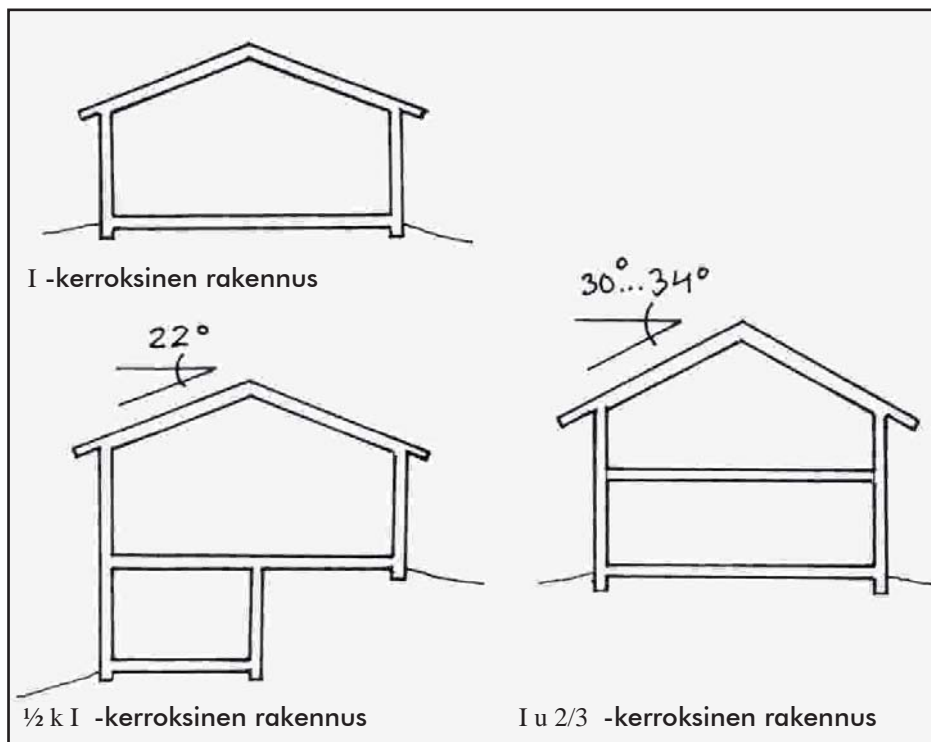 I -kerroksinen rakennus
30°...34°
22°
½ k I -kerroksinen rakennus
I u 2/3 -kerroksinen rakennus